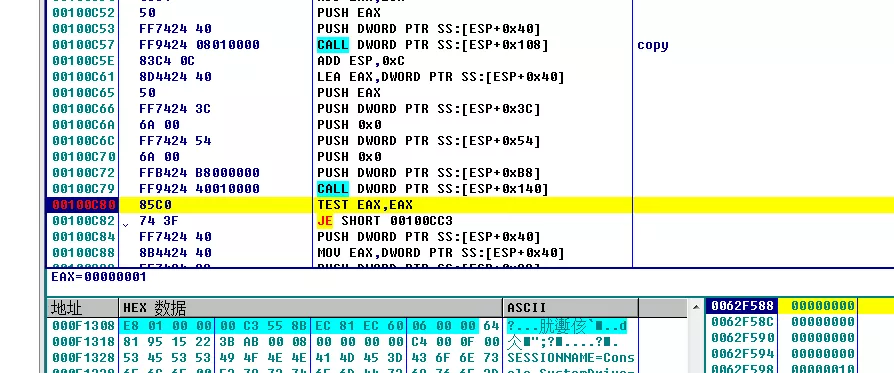 00100C52 50 PUSH EAX
00100C53 FF7424 40 PUSH DWORD PTR SS:[ESP+0x40]
00100C57 FF9424 08010000 CALL DWORD PTR SS:[ESP+0x108] copy
00100C5E 83C4 0C ADD ESP,0xC
00100C61 8D4424 40 LEA EAX,DWORD PTR SS:[ESP+0x40]
00100C65 50 PUSH EAX
00100C66 FF7424 3C PUSH DWORD PTR SS:[ESP+0x3C]
00100C6A 6A 00 PUSH 0x0
00100C6C FF7424 54 PUSH DWORD PTR SS:[ESP+0x54]
00100C70 6A 00 PUSH 0x0
00100C72 FFB424 B8000000 PUSH DWORD PTR SS:[ESP+0xB8]
00100C79 FF9424 40010000 CALL DWORD PTR SS:[ESP+0x140]
00100C80 85C0 TEST EAX,EAX
00100C82 74 3F JE SHORT 00100CC3
00100C84 FF7424 40 PUSH DWORD PTR SS:[ESP+0x40]
00100C88 8B4424 40 MOV EAX,DWORD PTR SS:[ESP+0x40]
EAX=00000001
地址 HEX 数据 ASCII
000F1308 E8 01 00 00 00 C3 55 8B EC 81 EC 60 06 00 00 64
000F1318 81 95 15 22 3B AB 00 08 00 00 00 00 C4 00 0F 00
000F1328 53 45 53 53 49 4F 4E 4E 41 4D 45 3D 43 6F 6E 73 SESSIONNAME=Cons
0062F588 00000000
0062F58C 00000000
0062F590 00000000
0062F594 00000000
0062F598 00000010